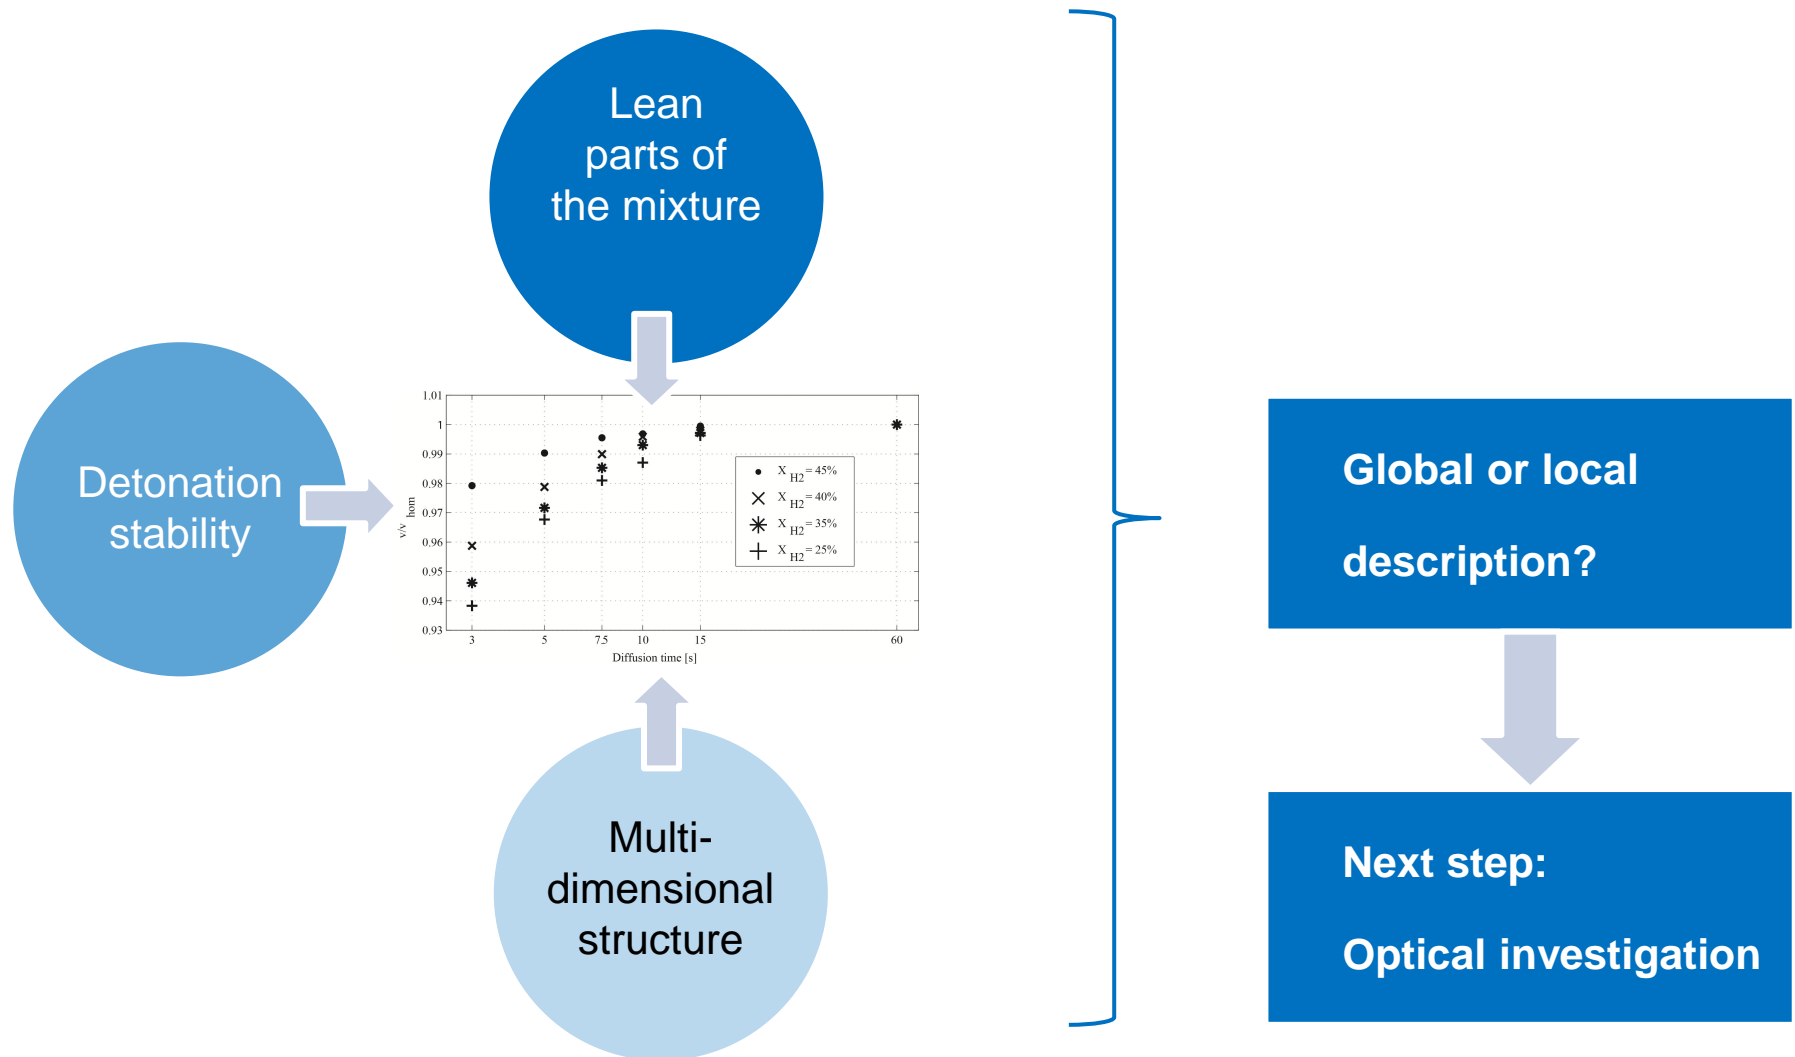 Lean
parts of
the mixture
Detonation
stability
1.01
1
0.99
0.98
0.97
0.96
0.95
0.94
0.93
v/v hom
3
5
7.5
10
15
60
Diffusion time [s]
X H2 = 45%
X H2 = 40%
X H2 = 35%
X H2 = 25%
Multi-
dimensional
structure
Global or local
description?
Next step:
Optical investigation